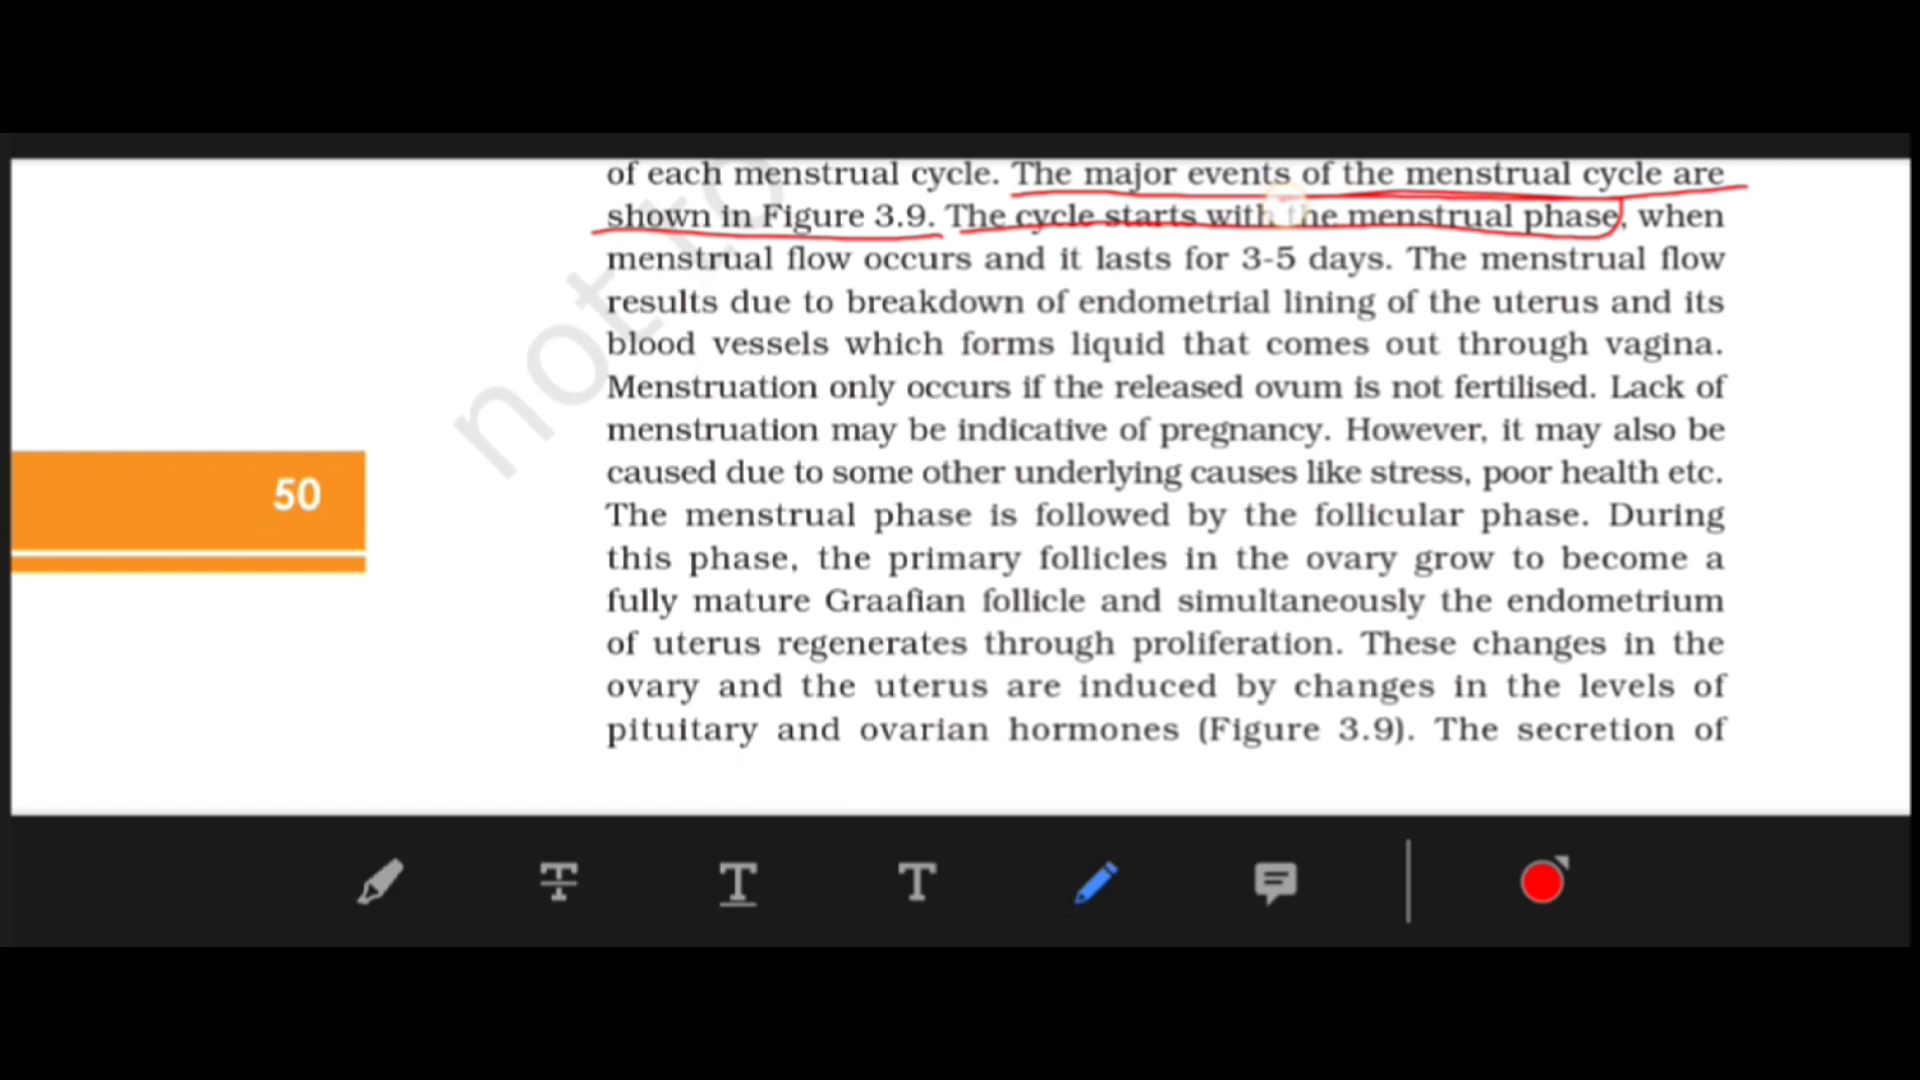 of each menstrual cycle. The major events of the menstrual cycle are
shown in Figure 3.9. The cycle starts with the menstrual phase, when
menstrual flow occurs and it lasts for 3-5 days. The menstrual flow
results due to breakdown of endometrial lining of the uterus and its
blood vessels which forms liquid that comes out through vagina.
Menstruation only occurs if the released ovum is not fertilised. Lack of
menstruation may be indicative of pregnancy. However, it may also be
caused due to some other underlying causes like stress, poor health etc.
The menstrual phase is followed by the follicular phase. During
this phase, the primary follicles in the ovary grow to become a
fully mature Graafian follicle and simultaneously the endometrium
of uterus regenerates through proliferation. These changes in the
ovary and the uterus are induced by changes in the levels of
pituitary and ovarian hormones (Figure 3.9). The secretion of
50
not to
T
T
T